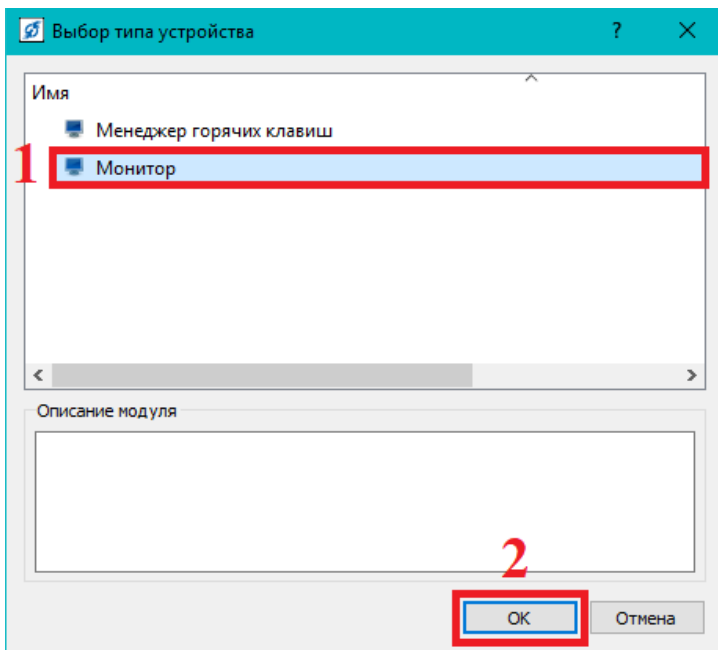 Выбор типа устройства ?
Имя
Менеджер горячих клавиш
1 Монитор
Описание модуля
2
OK Отмена